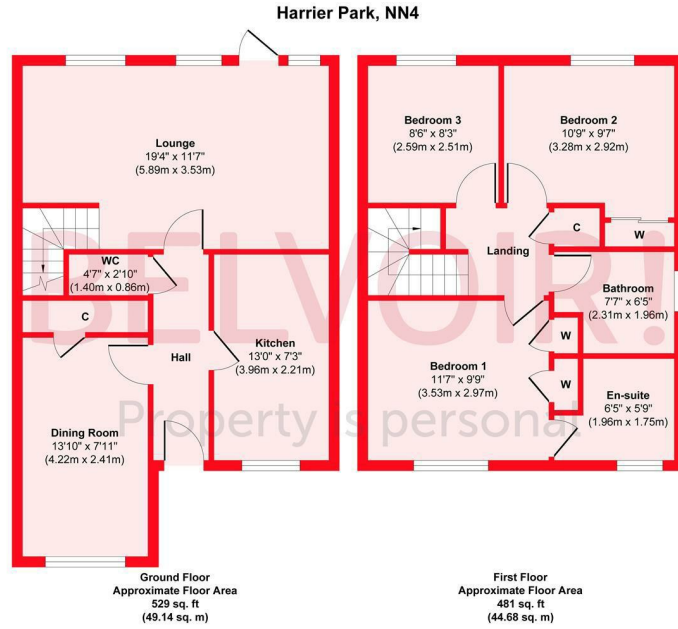 Harrier Park, NN4
Lounge
19'4" x 11'7"
(5.89m x 3.53m)
WC
4'7" x 2'10"
(1.40m x 0.86m)
C
Hall
Kitchen
13'0" x 7'3"
(3.96m x 2.21m)
Dining Room
13'10" x 7'11"
(4.22m x 2.41m)
Ground Floor
Approximate Floor Area
529 sq. ft
(49.14 sq. m)
Bedroom 3
8'6" x 8'3"
(2.59m x 2.51m)
Bedroom 2
10'9" x 9'7"
(3.28m x 2.92m)
C
W
Landing
Bathroom
7'7" x 6'5"
(2.31m x 1.96m)
W
Bedroom 1
11'7" x 9'9"
(3.53m x 2.97m)
W
En-suite
6'5" x 5'9"
(1.96m x 1.75m)
First Floor
Approximate Floor Area
481 sq. ft
(44.68 sq. m)
BELVOIR!
Property is personal